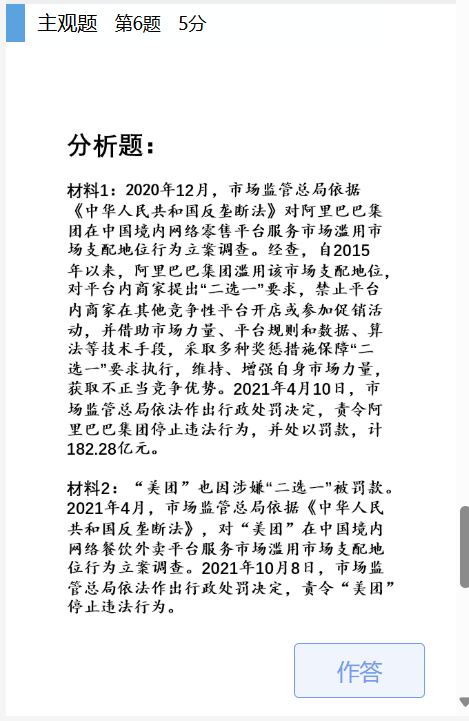 主观题 第6题 5分
分析题：
材料1：2020年12月，市场监管总局依据
《中华人民共和国反垄断法》对阿里巴巴集
团在中国境内网络零售平台服务市场滥用市
场支配地位行为立案调查。经查，自2015
年以来，阿里巴巴集团滥用该市场支配地位，
对平台内商家提出“二选一”要求，禁止平台
内商家在其他竞争性平台开店或参加促销活
动，并借助市场力量、平台规则和数据、算
法等技术手段，采取多种奖惩措施保障“二
选一”要求执行，维持、增强自身市场力量，
获取不正当竞争优势。2021年4月10日，市
场监管总局依法作出行政处罚决定，责令阿
里巴巴集团停止违法行为，并处以罚款，计
182.28亿元。
材料2：“美团”也因涉嫌“二选一”被罚款。
2021年4月，市场监管总局依据《中华人民
共和国反垄断法》，对“美团”在中国境内
网络餐饮外卖平台服务市场滥用市场支配地
位行为立案调查。2021年10月8日，市场监
管总局依法作出行政处罚决定，责令“美团”
停止违法行为。
作答